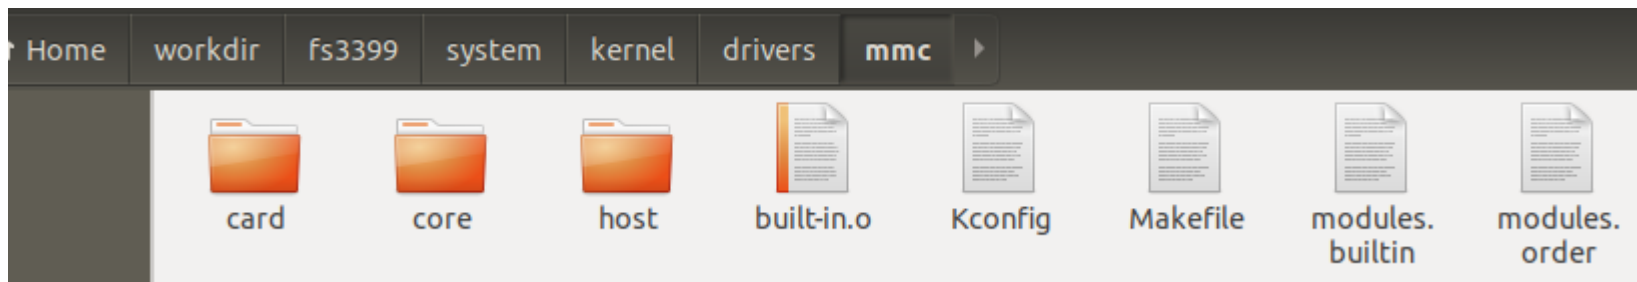 Home workdir fs3399 system kernel drivers mmc
card core host built-in.o Kconfig Makefile modules. modules.
builtin order